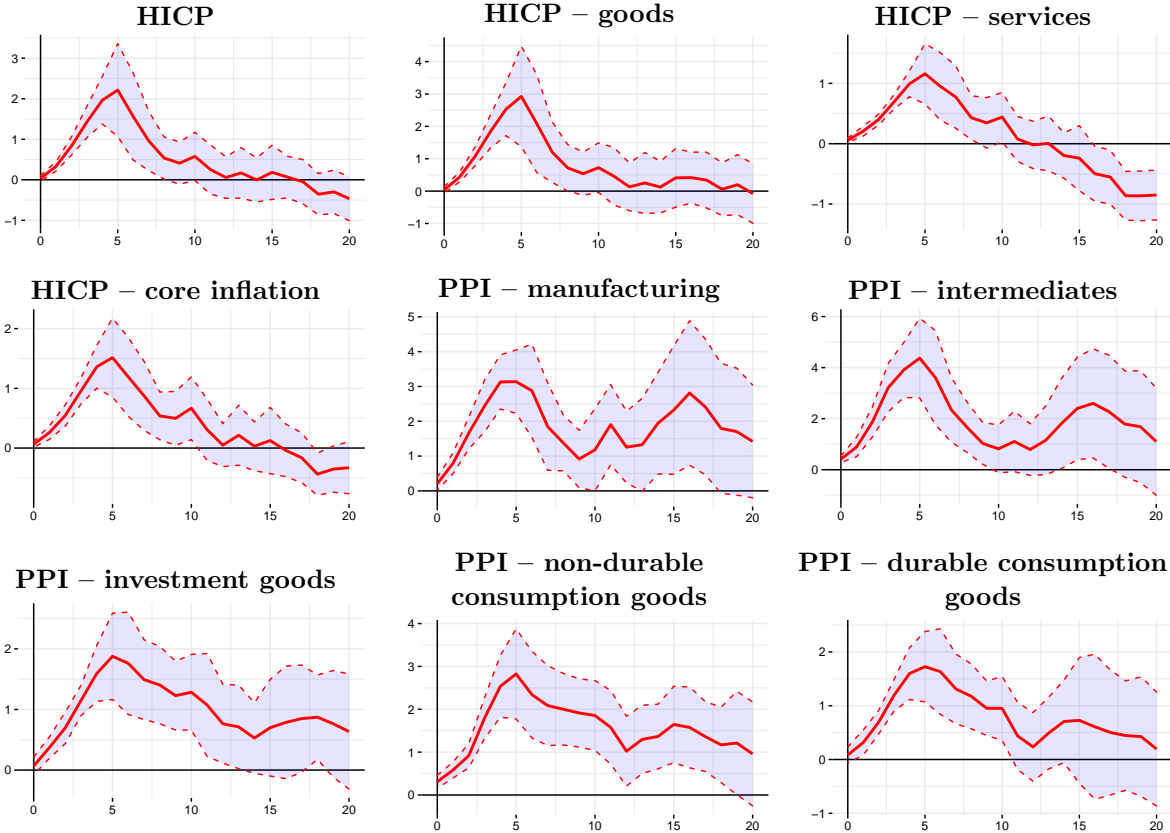 HICP
HICP – goods
HICP – services
3
2
1
0
−1
0 5 10 15 20
4
3
2
1
0
−1
0 5 10 15 20
1
0
−1
0 5 10 15 20
HICP – core inflation
PPI – manufacturing
PPI – intermediates
2
1
0
0 5 10 15 20
5
4
3
2
1
0
0 5 10 15 20
6
4
2
0
0 5 10 15 20
PPI – investment goods
PPI – non-durable
consumption goods
PPI – durable consumption
goods
2
1
0
0 5 10 15 20
4
3
2
1
0
0 5 10 15 20
2
1
0
−1
0 5 10 15 20